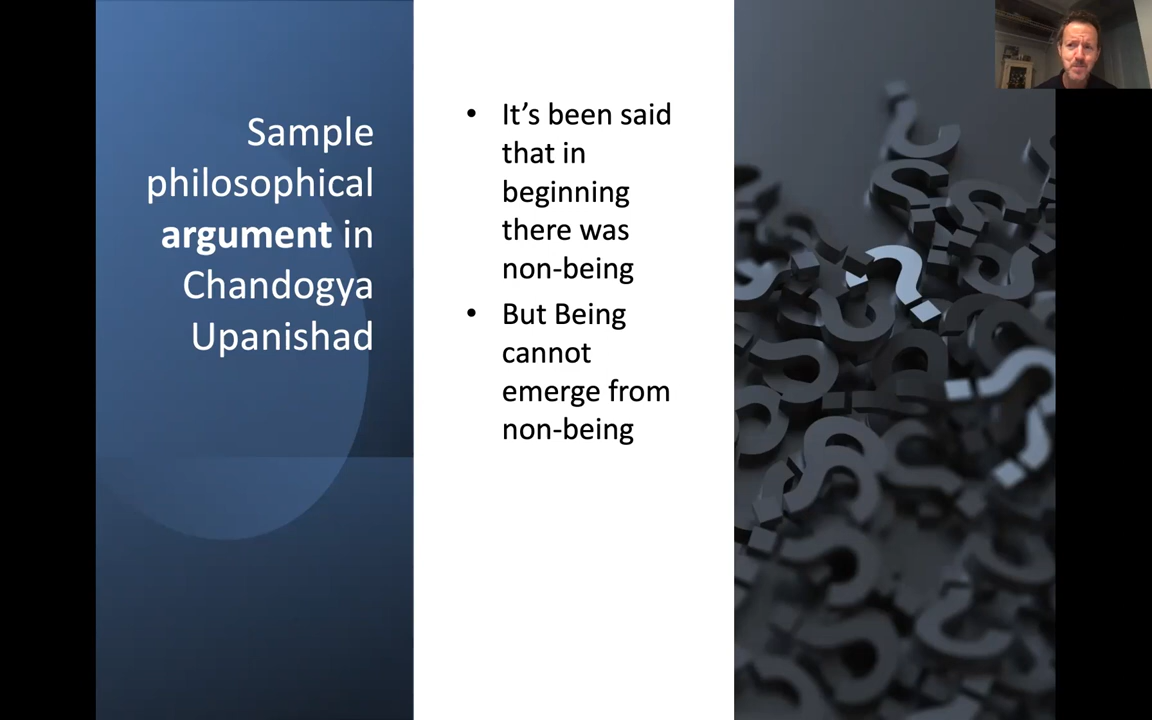 Sample
philosophical
argument in
Chandogya
Upanishad
• It’s been said
that in
beginning
there was
non-being
• But Being
cannot
emerge from
non-being